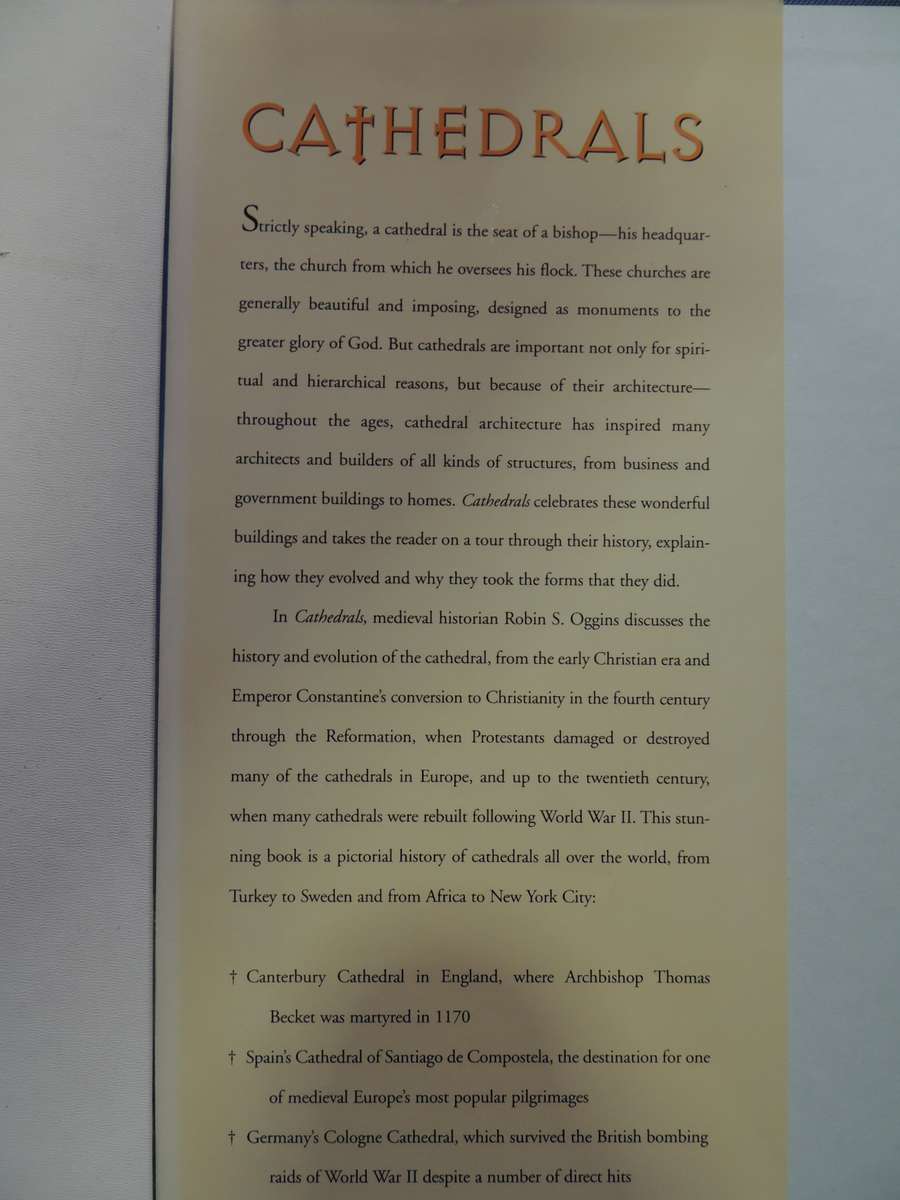 CATHEDRALS
Strictly speaking, a cathedral is the seat of a bishop—his headquar-
ters, the church from which he oversees his flock. These churches are
generally beautiful and imposing, designed as monuments to the
greater glory of God. But cathedrals are important not only for spiri-
tual and hierarchical reasons, but because of their architecture—
throughout the ages, cathedral architecture has inspired many
architects and builders of all kinds of structures, from business and
government buildings to homes. Cathedrals celebrates these wonderful
buildings and takes the reader on a tour through their history, explain-
ing how they evolved and why they took the forms that they did.
In Cathedrals, medieval historian Robin S. Oggins discusses the
history and evolution of the cathedral, from the early Christian era and
Emperor Constantine's conversion to Christianity in the fourth century
through the Reformation, when Protestants damaged or destroyed
many of the cathedrals in Europe, and up to the twentieth century,
when many cathedrals were rebuilt following World War II. This stun-
ning book is a pictorial history of cathedrals all over the world, from
Turkey to Sweden and from Africa to New York City:
† Canterbury Cathedral in England, where Archbishop Thomas
Becket was martyred in 1170
† Spain's Cathedral of Santiago de Compostela, the destination for one
of medieval Europe's most popular pilgrimages
† Germany's Cologne Cathedral, which survived the British bombing
raids of World War II despite a number of direct hits